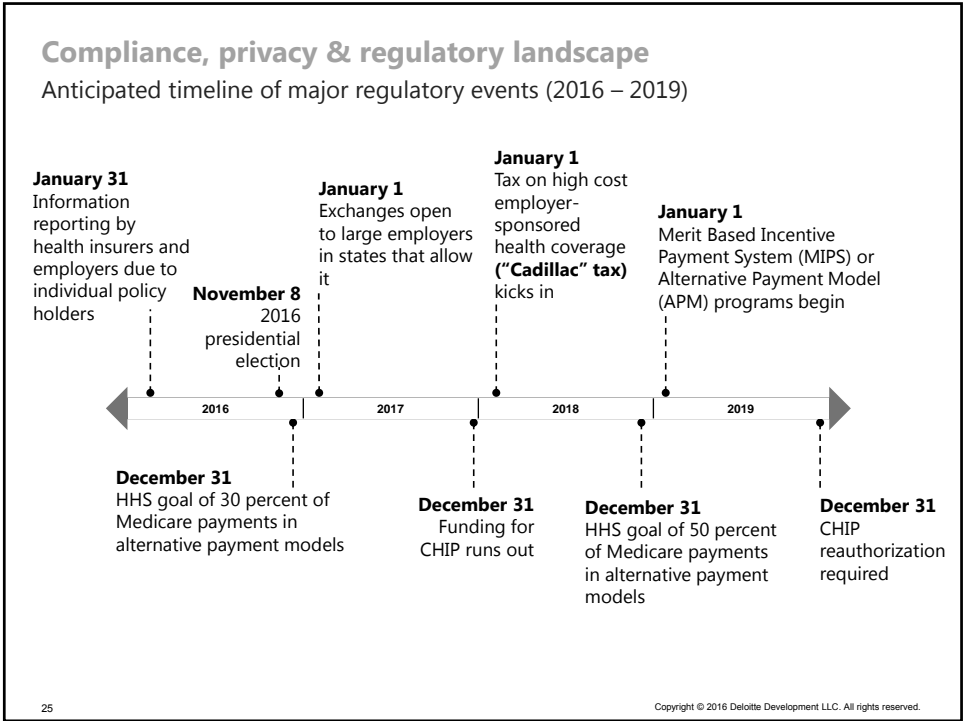 Compliance, privacy & regulatory landscape
Anticipated timeline of major regulatory events (2016 – 2019)
January 31
Information
reporting by
health insurers and
employers due to
individual policy
holders
November 8
2016
presidential
election
January 1
Exchanges open
to large employers
in states that allow
it
January 1
Tax on high cost
employer-
sponsored
health coverage
(“Cadillac” tax)
kicks in
January 1
Merit Based Incentive
Payment System (MIPS) or
Alternative Payment Model
(APM) programs begin
2016
2017
2018
2019
December 31
HHS goal of 30 percent of
Medicare payments in
alternative payment models
December 31
Funding for
CHIP runs out
December 31
HHS goal of 50 percent
of Medicare payments
in alternative payment
models
December 31
CHIP
reauthorization
required
25
Copyright © 2016 Deloitte Development LLC. All rights reserved.